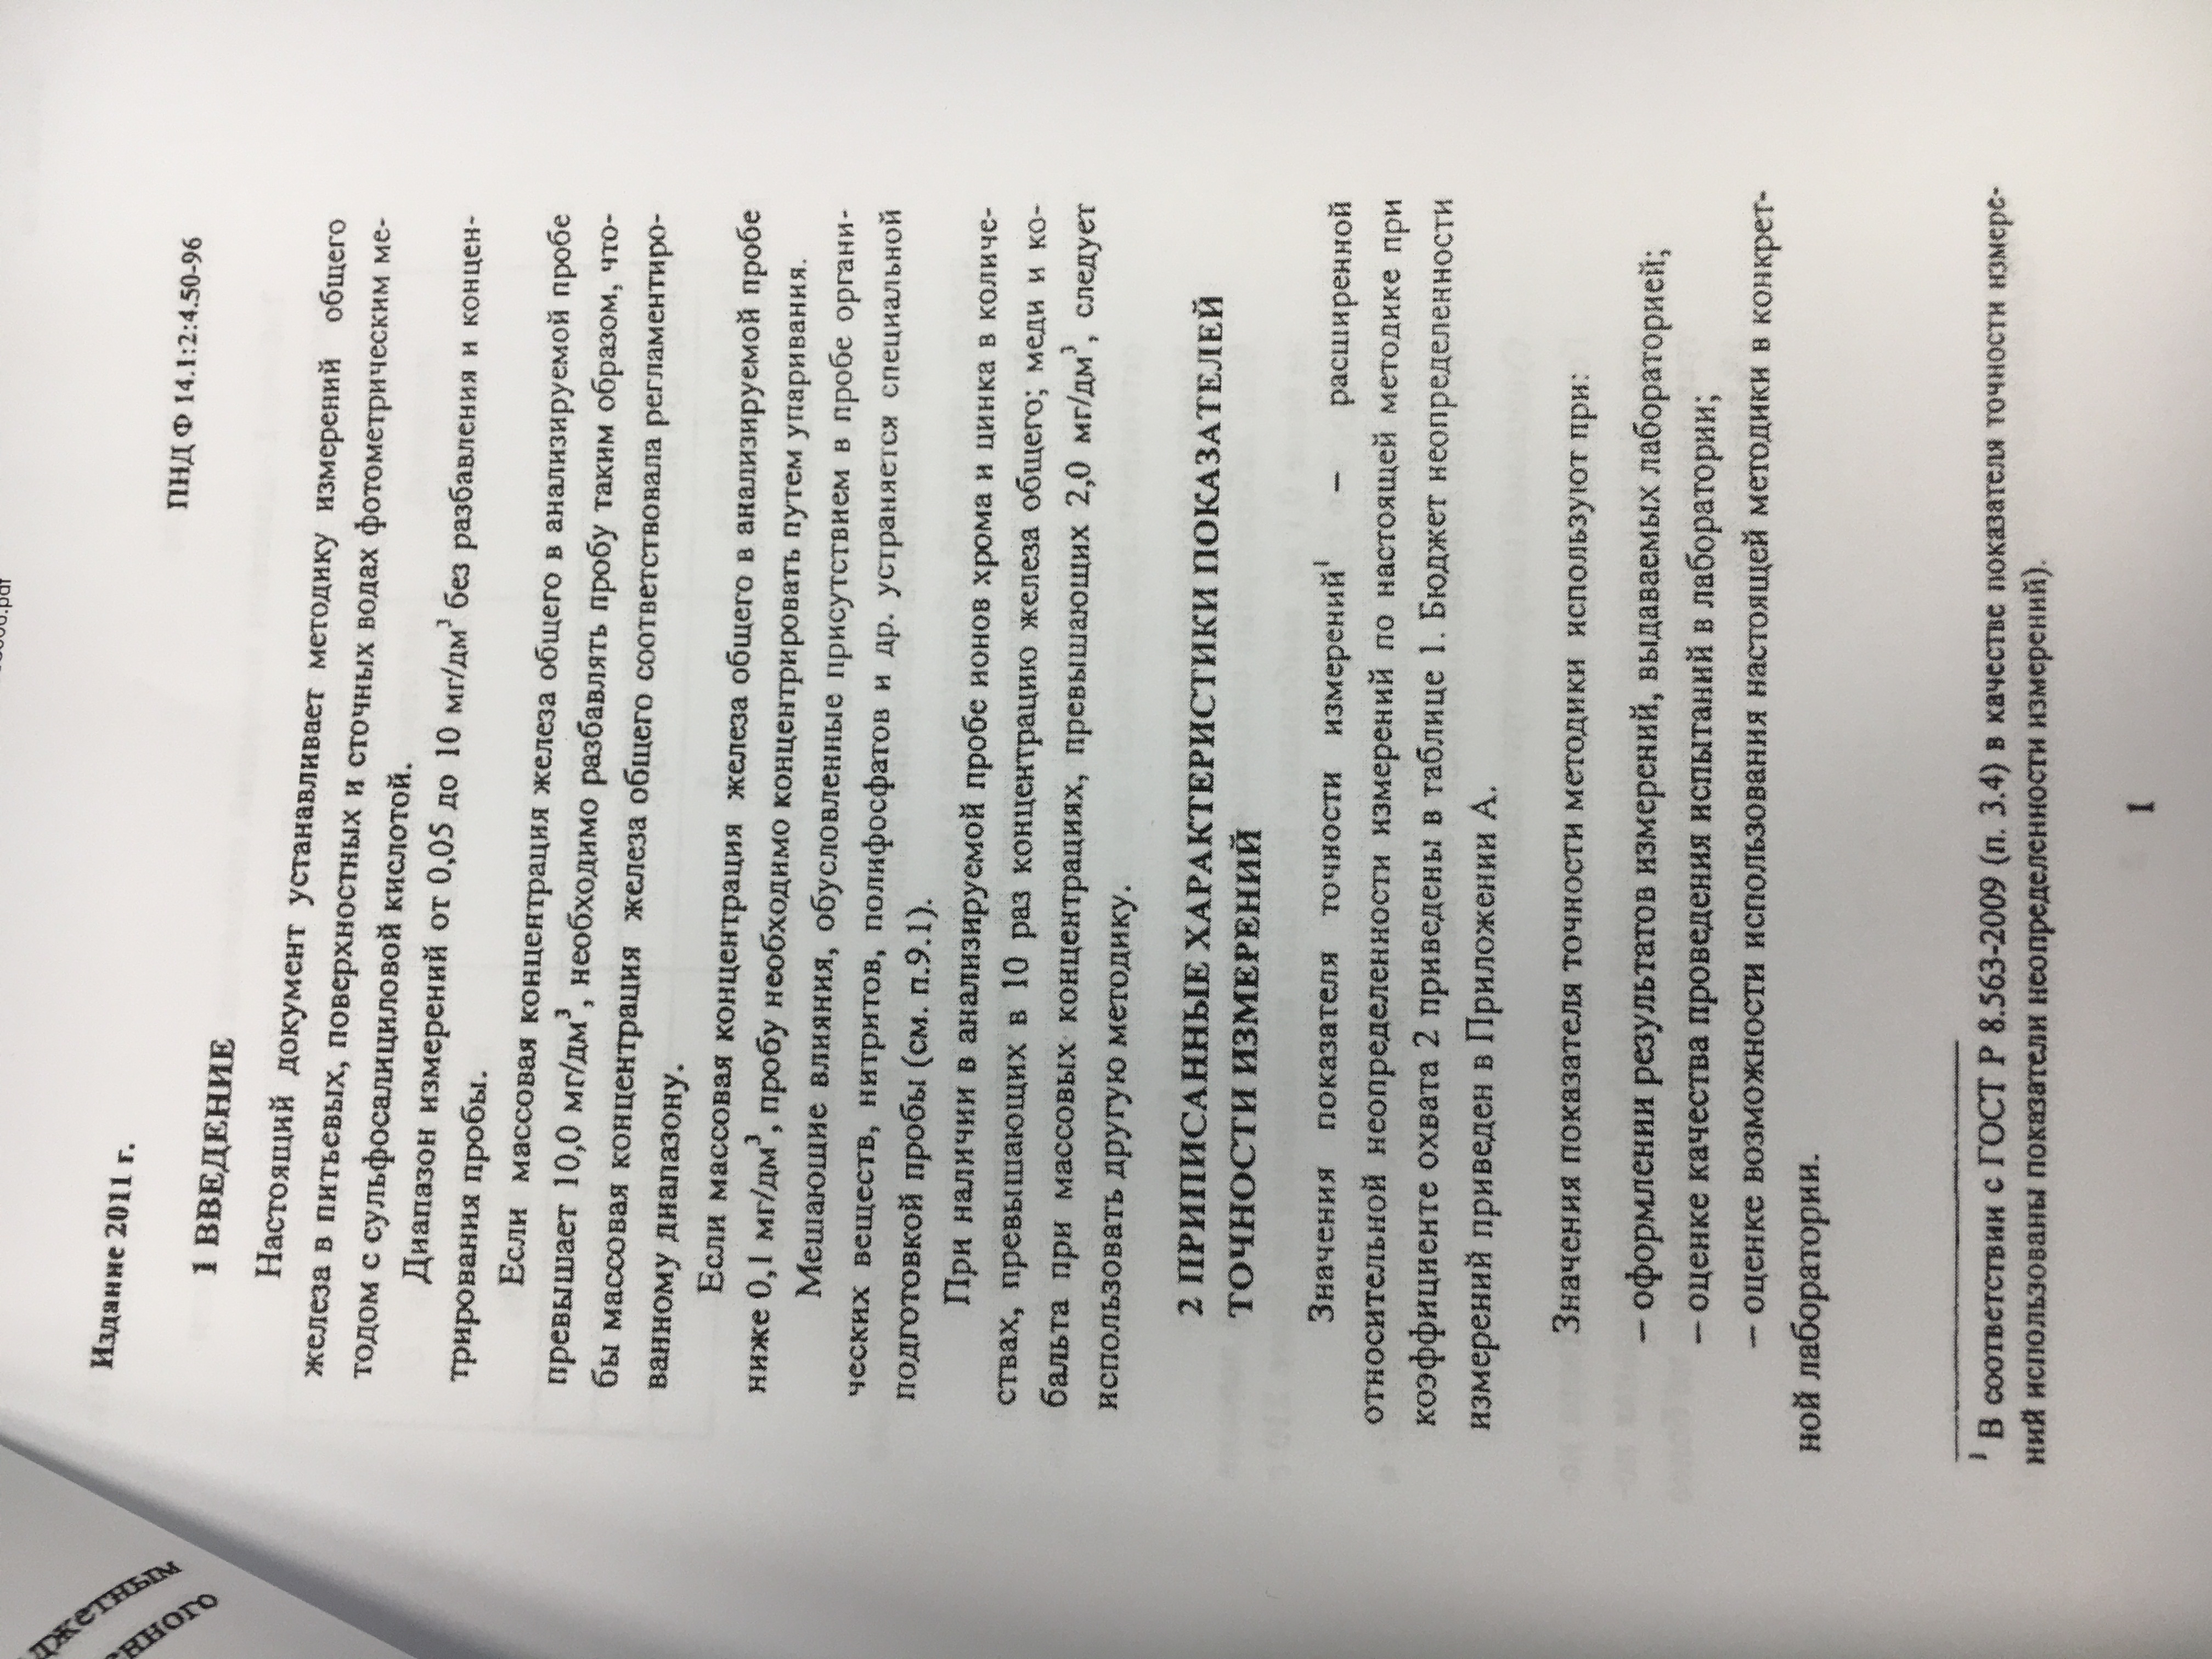 джетным
нного
.pdf
Издание 2011 г.
ПНД Ф 14.1:2:4.50-96
1 ВВЕДЕНИЕ
Настоящий документ устанавливает методику измерений общего
железа в питьевых, поверхностных и сточных водах фотометрическим ме-
тодом с сульфосалициловой кислотой.
Диапазон измерений от 0,05 до 10 мг/дм³ без разбавления и концен-
трирования пробы.
Если массовая концентрация железа общего в анализируемой пробе
превышает 10,0 мг/дм³, необходимо разбавлять пробу таким образом, что-
бы массовая концентрация железа общего соответствовала регламентиро-
ванному диапазону.
Если массовая концентрация железа общего в анализируемой пробе
ниже 0,1 мг/дм³, пробу необходимо концентрировать путем упаривания.
Мешающие влияния, обусловленные присутствием в пробе органи-
ческих веществ, нитритов, полифосфатов и др. устраняется специальной
подготовкой пробы (см. п.9.1).
При наличии в анализируемой пробе ионов хрома и цинка в количе-
ствах, превышающих в 10 раз концентрацию железа общего; меди и ко-
бальта при массовых концентрациях, превышающих 2,0 мг/дм³, следует
использовать другую методику.
2 ПРИПИСАННЫЕ ХАРАКТЕРИСТИКИ ПОКАЗАТЕЛЕЙ
ТОЧНОСТИ ИЗМЕРЕНИЙ
Значения показателя точности измерений¹ – расширенной
относительной неопределенности измерений по настоящей методике при
коэффициенте охвата 2 приведены в таблице 1. Бюджет неопределенности
измерений приведен в Приложении А.
Значения показателя точности методики используют при:
– оформлении результатов измерений, выдаваемых лабораторией;
– оценке качества проведения испытаний в лаборатории;
– оценке возможности использования настоящей методики в конкрет-
ной лаборатории.
¹ В соответствии с ГОСТ Р 8.563-2009 (п. 3.4) в качестве показателя точности измере-
ний использованы показатели неопределенности измерений).
1